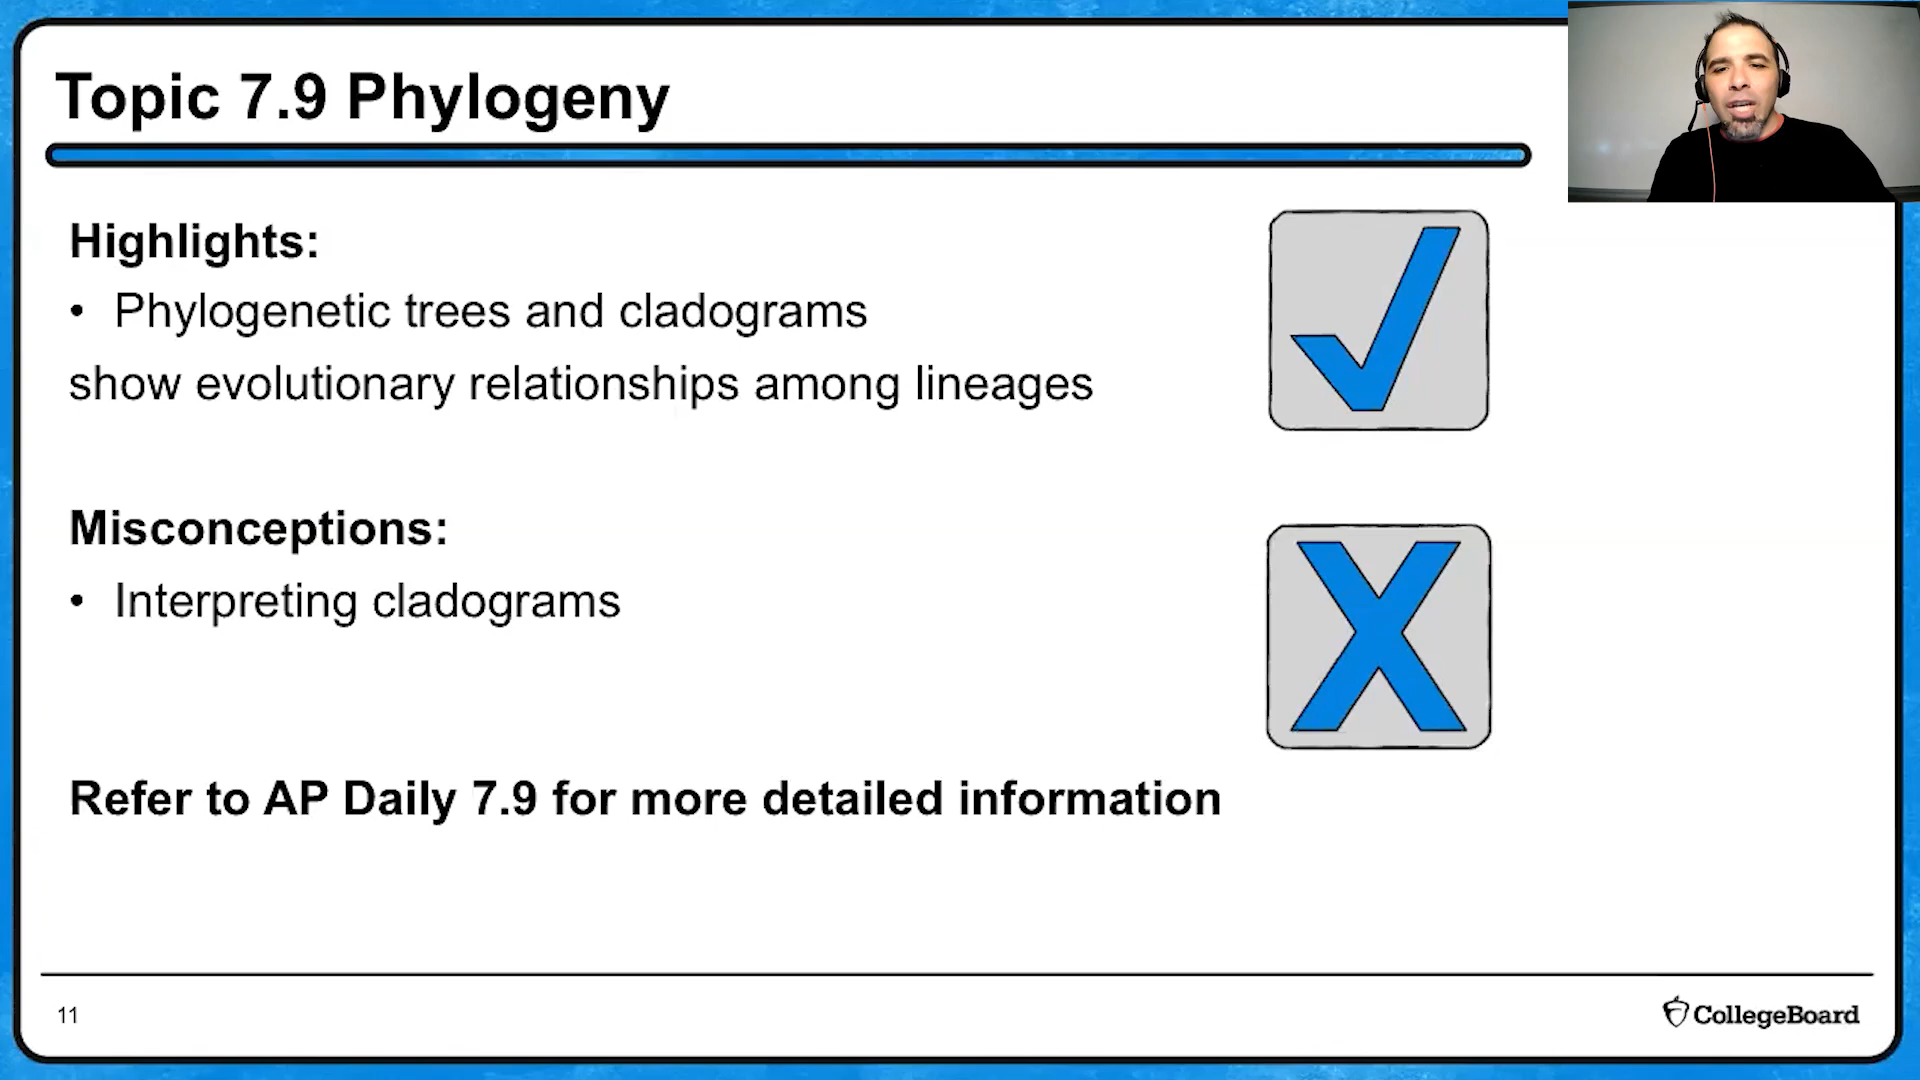 Topic 7.9 Phylogeny
Highlights:
• Phylogenetic trees and cladograms
show evolutionary relationships among lineages
Misconceptions:
• Interpreting cladograms
Refer to AP Daily 7.9 for more detailed information
11
CollegeBoard